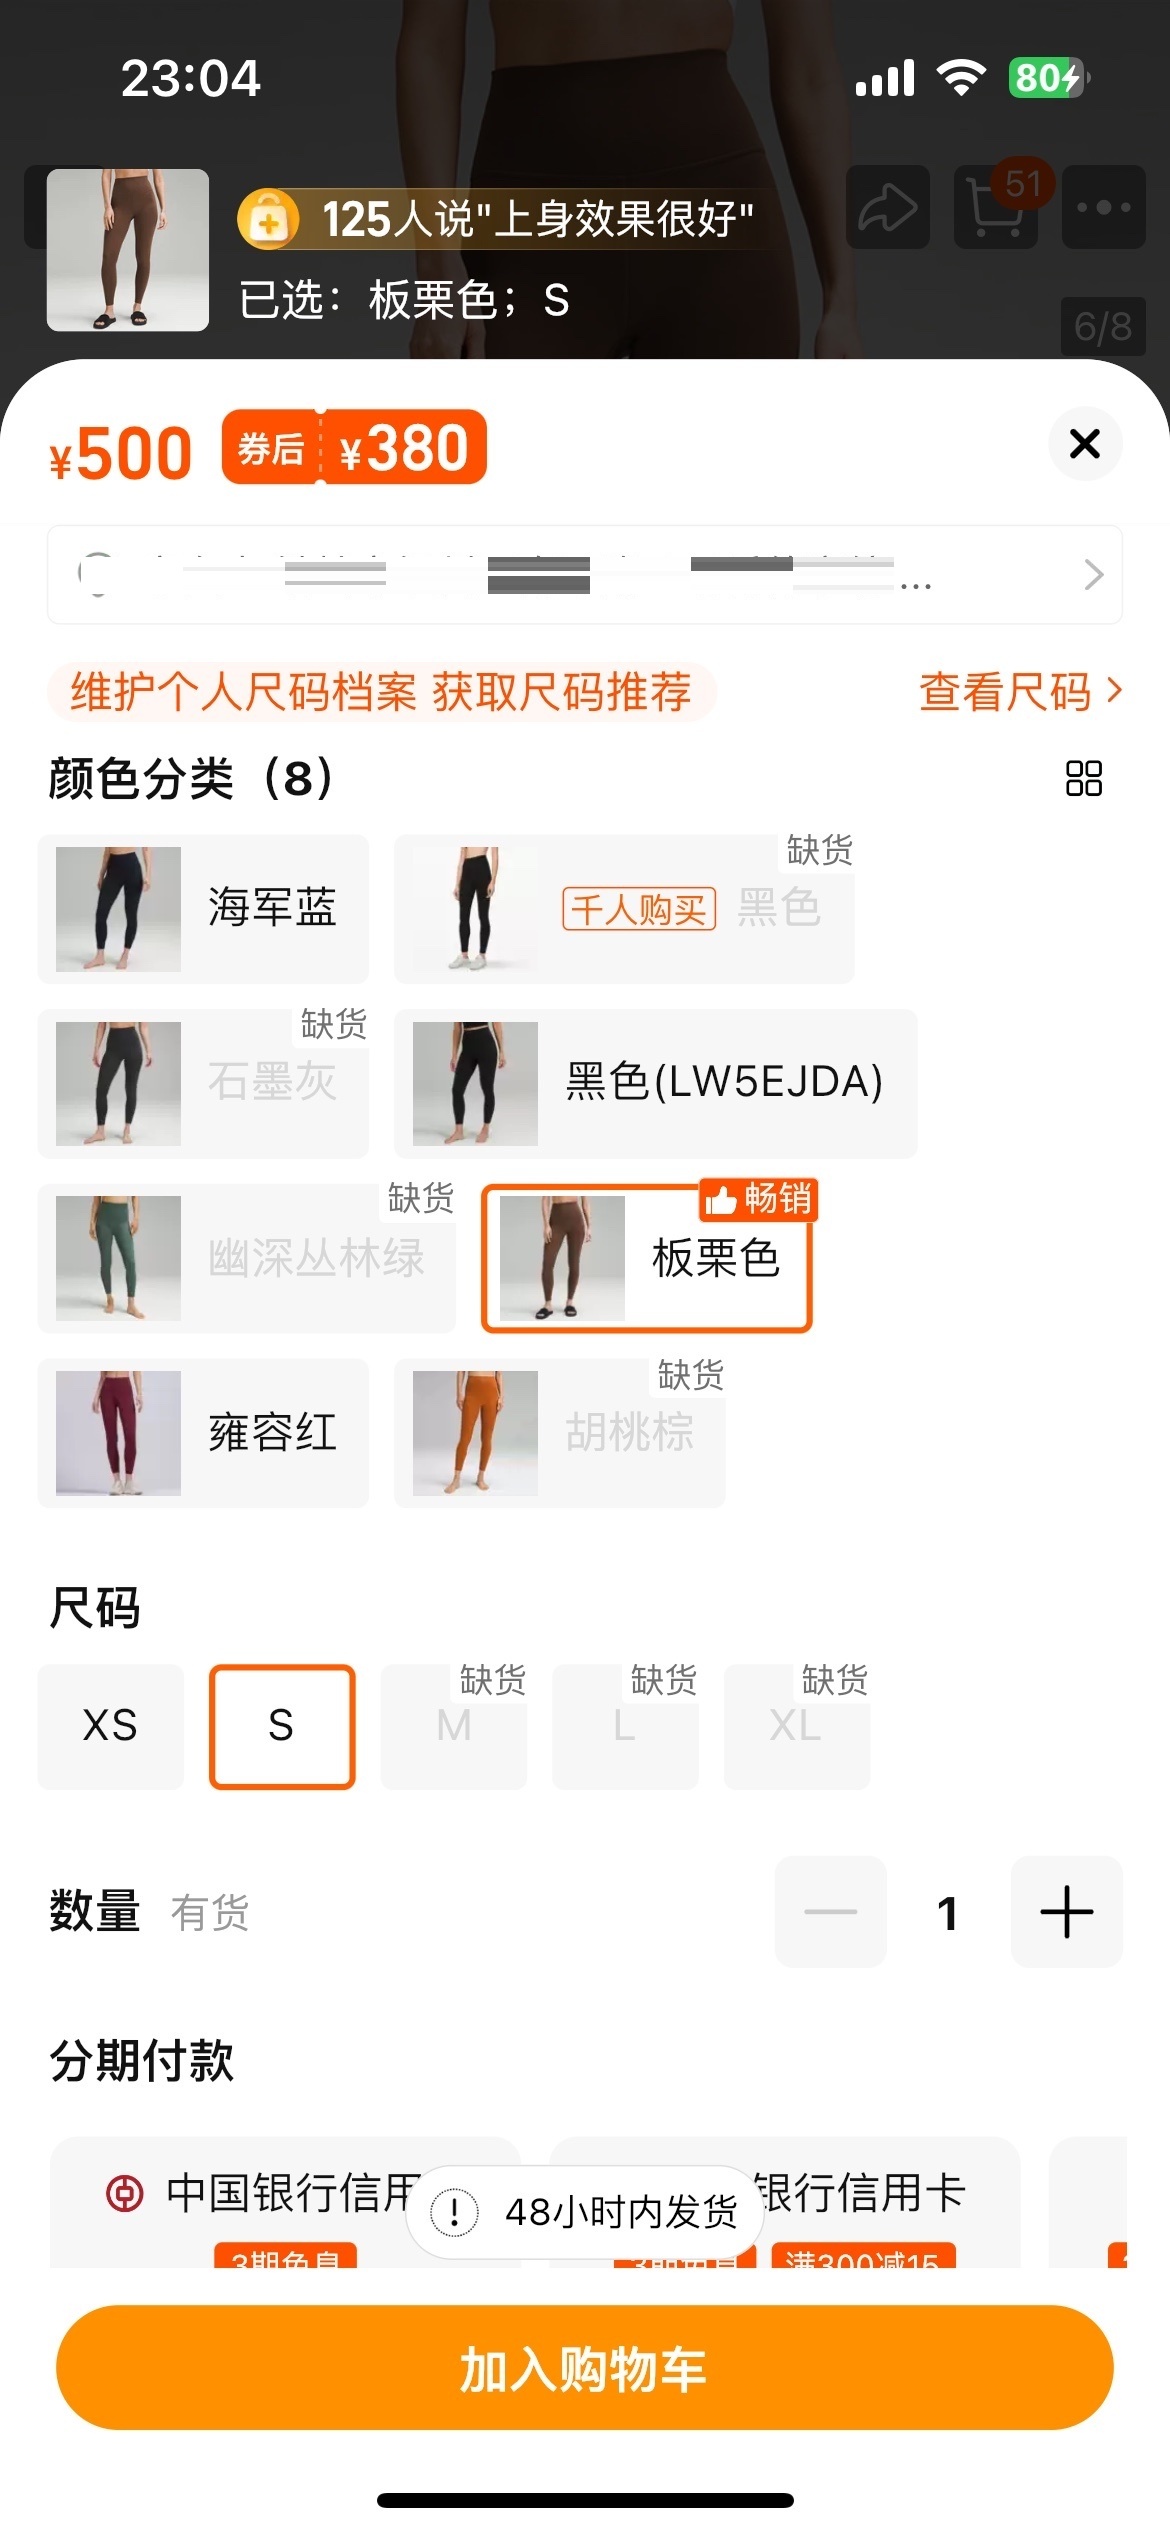 23:04
80
125人说"上身效果很好"
51
已选：板栗色；S
6/8
¥500 券后 ¥380
...
维护个人尺码档案 获取尺码推荐
查看尺码
颜色分类（8）
海军蓝
千人购买 黑色
缺货
石墨灰
缺货
黑色(LW5EJDA)
幽深丛林绿
缺货
板栗色
畅销
雍容红
胡桃棕
缺货
尺码
XS
S
M 缺货
L 缺货
XL 缺货
数量 有货
1
分期付款
中国银行信用
银行信用卡
48小时内发货
3期免息
3期免息
满300减15
加入购物车